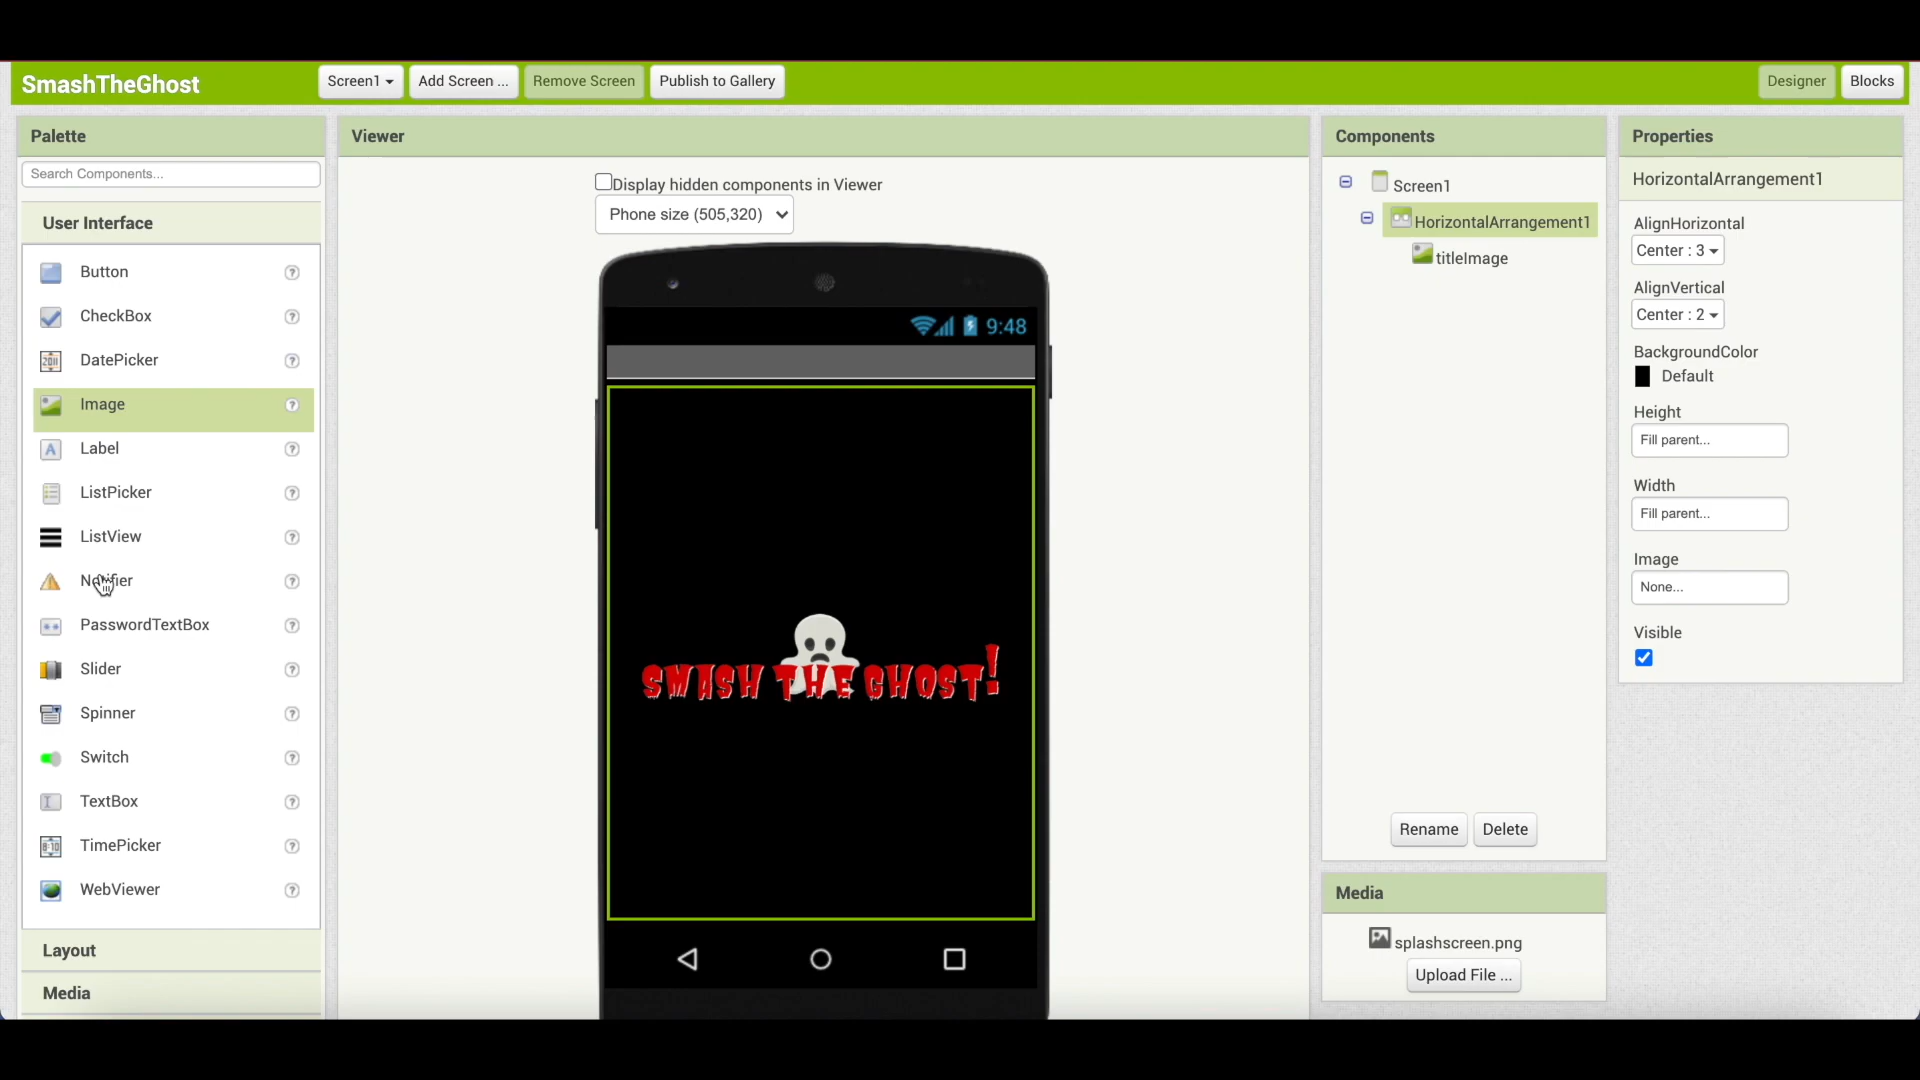 SmashTheGhost
Screen1
Add Screen ...
Remove Screen
Publish to Gallery
Designer
Blocks
Palette
Search Components...
User Interface
Button
CheckBox
DatePicker
Image
Label
ListPicker
ListView
Notifier
PasswordTextBox
Slider
Spinner
Switch
TextBox
TimePicker
WebViewer
Layout
Media
Viewer
Display hidden components in Viewer
Phone size (505,320)
9:48
SMASH THE GHOST!
Components
Screen1
HorizontalArrangement1
titleImage
Rename
Delete
Media
splashscreen.png
Upload File ...
Properties
HorizontalArrangement1
AlignHorizontal
Center : 3
AlignVertical
Center : 2
BackgroundColor
Default
Height
Fill parent...
Width
Fill parent...
Image
None...
Visible